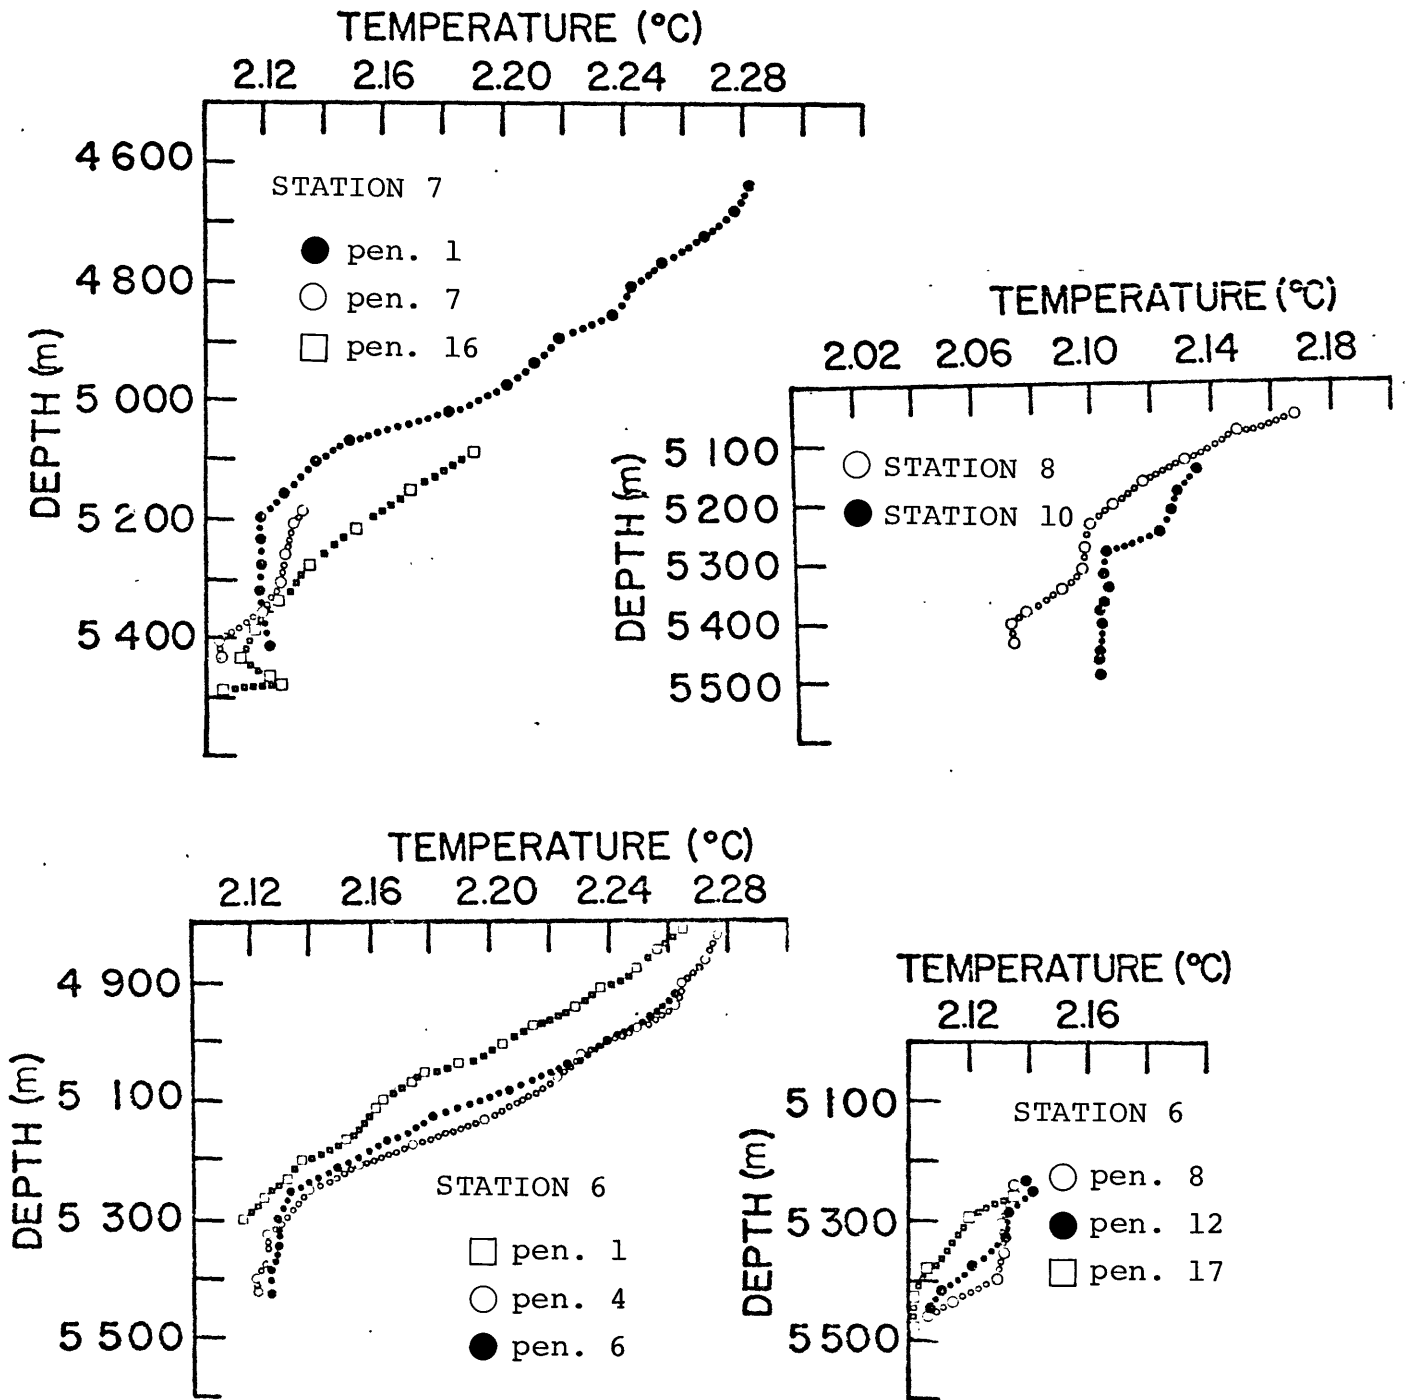 TEMPERATURE (°C)
2.12 2.16 2.20 2.24 2.28
DEPTH (m)
4 600
4 800
5 000
5 200
5 400
STATION 7
pen. 1
pen. 7
pen. 16
TEMPERATURE (°C)
2.02 2.06 2.10 2.14 2.18
DEPTH (m)
5 100
5 200
5 300
5 400
5 500
STATION 8
STATION 10
TEMPERATURE (°C)
2.12 2.16 2.20 2.24 2.28
DEPTH (m)
4 900
5 100
5 300
5 500
STATION 6
pen. 1
pen. 4
pen. 6
TEMPERATURE (°C)
2.12 2.16
DEPTH (m)
5 100
5 300
5 500
STATION 6
pen. 8
pen. 12
pen. 17